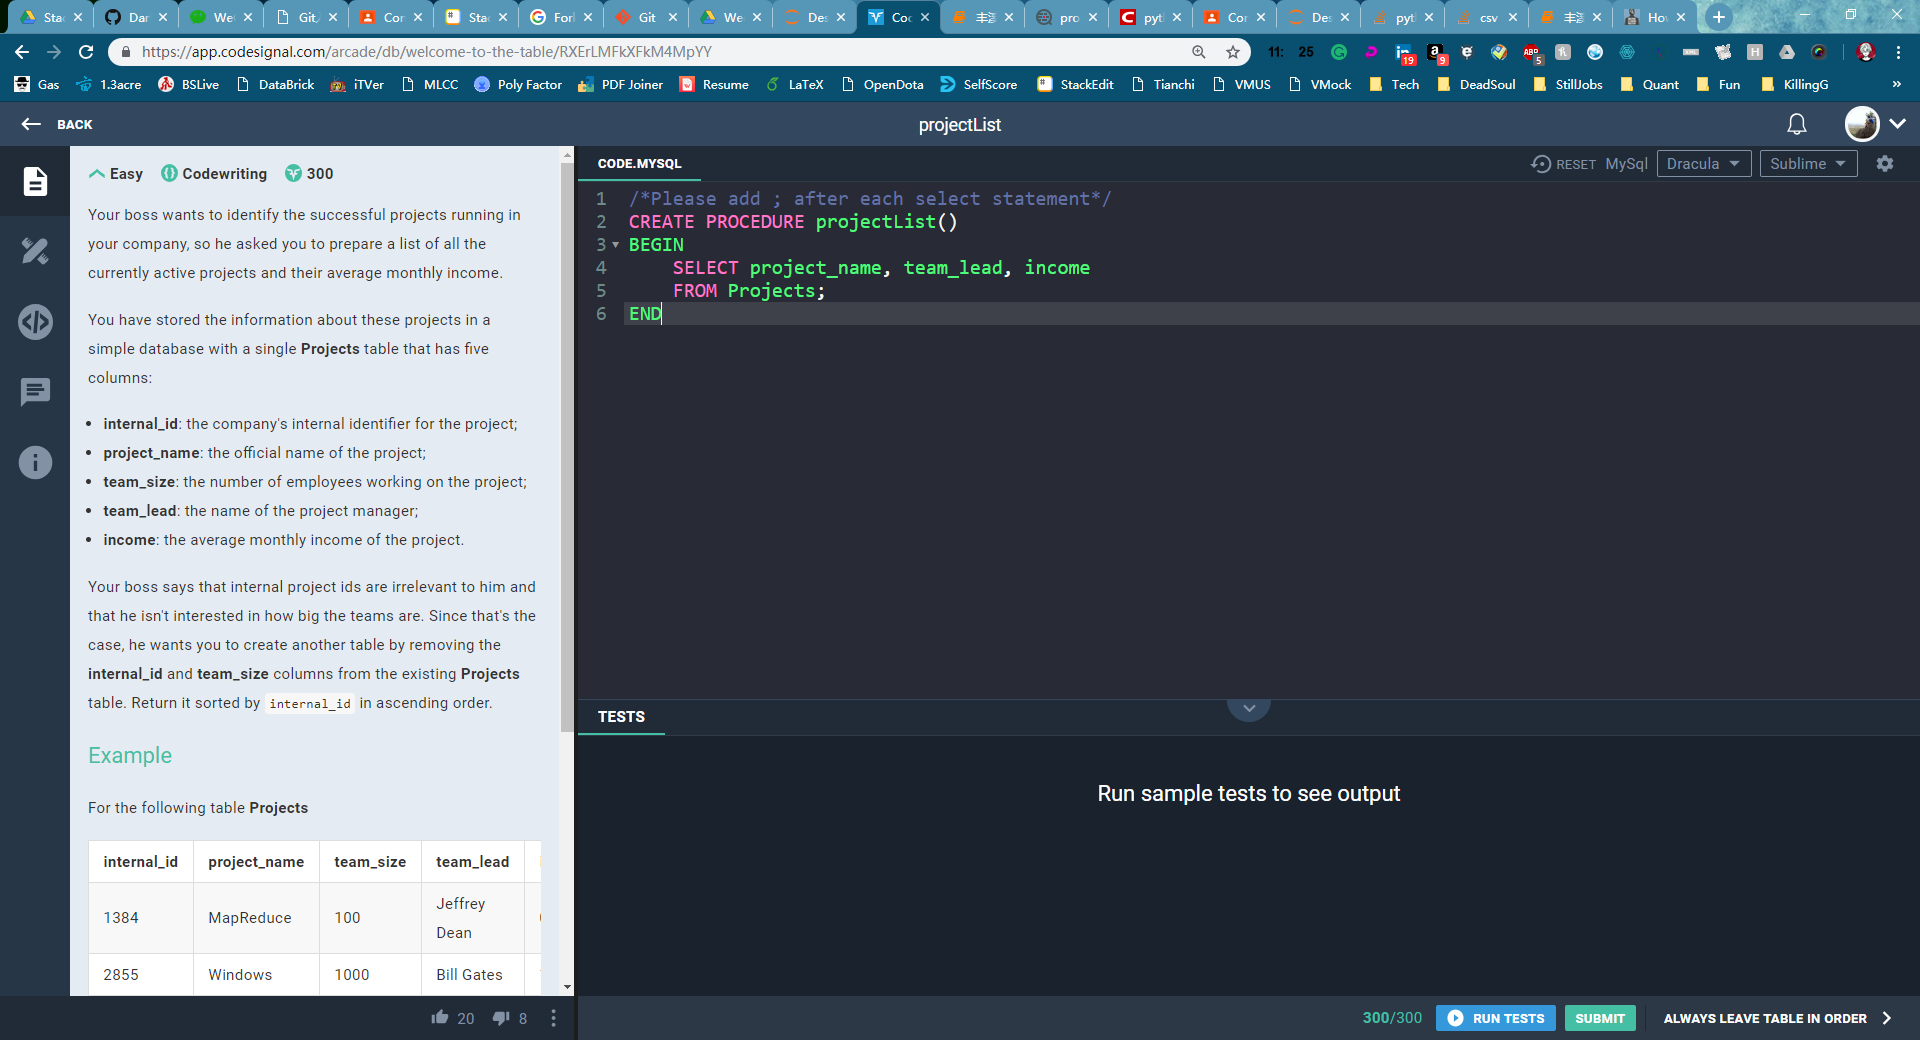 Stac
Dar
We
Git
Cor
Stac
Forl
Git
We
Des
Coc
pro
pyt
Cor
Des
pyt
csv
Ho
https://app.codesignal.com/arcade/db/welcome-to-the-table/RXErLMFkXFkM4MpYY
11: 25
19
9
5
Gas
1.3acre
BSLive
DataBrick
iTVer
MLCC
Poly Factor
PDF Joiner
Resume
LaTeX
OpenDota
SelfScore
StackEdit
Tianchi
VMUS
VMock
Tech
DeadSoul
StillJobs
Quant
Fun
KillingG
»
BACK
projectList
Easy
Codewriting
300
Your boss wants to identify the successful projects running in
your company, so he asked you to prepare a list of all the
currently active projects and their average monthly income.
You have stored the information about these projects in a
simple database with a single Projects table that has five
columns:
• internal_id: the company's internal identifier for the project;
• project_name: the official name of the project;
• team_size: the number of employees working on the project;
• team_lead: the name of the project manager;
• income: the average monthly income of the project.
Your boss says that internal project ids are irrelevant to him and
that he isn't interested in how big the teams are. Since that's the
case, he wants you to create another table by removing the
internal_id and team_size columns from the existing Projects
table. Return it sorted by internal_id in ascending order.
Example
For the following table Projects
internal_id project_name team_size team_lead
1384 MapReduce 100 Jeffrey
Dean
2855 Windows 1000 Bill Gates
20
8
CODE.MYSQL
RESET MySql Dracula Sublime
1 /*Please add ; after each select statement*/
2 CREATE PROCEDURE projectList()
3 BEGIN
4 SELECT project_name, team_lead, income
5 FROM Projects;
6 END
TESTS
Run sample tests to see output
300/300
RUN TESTS
SUBMIT
ALWAYS LEAVE TABLE IN ORDER